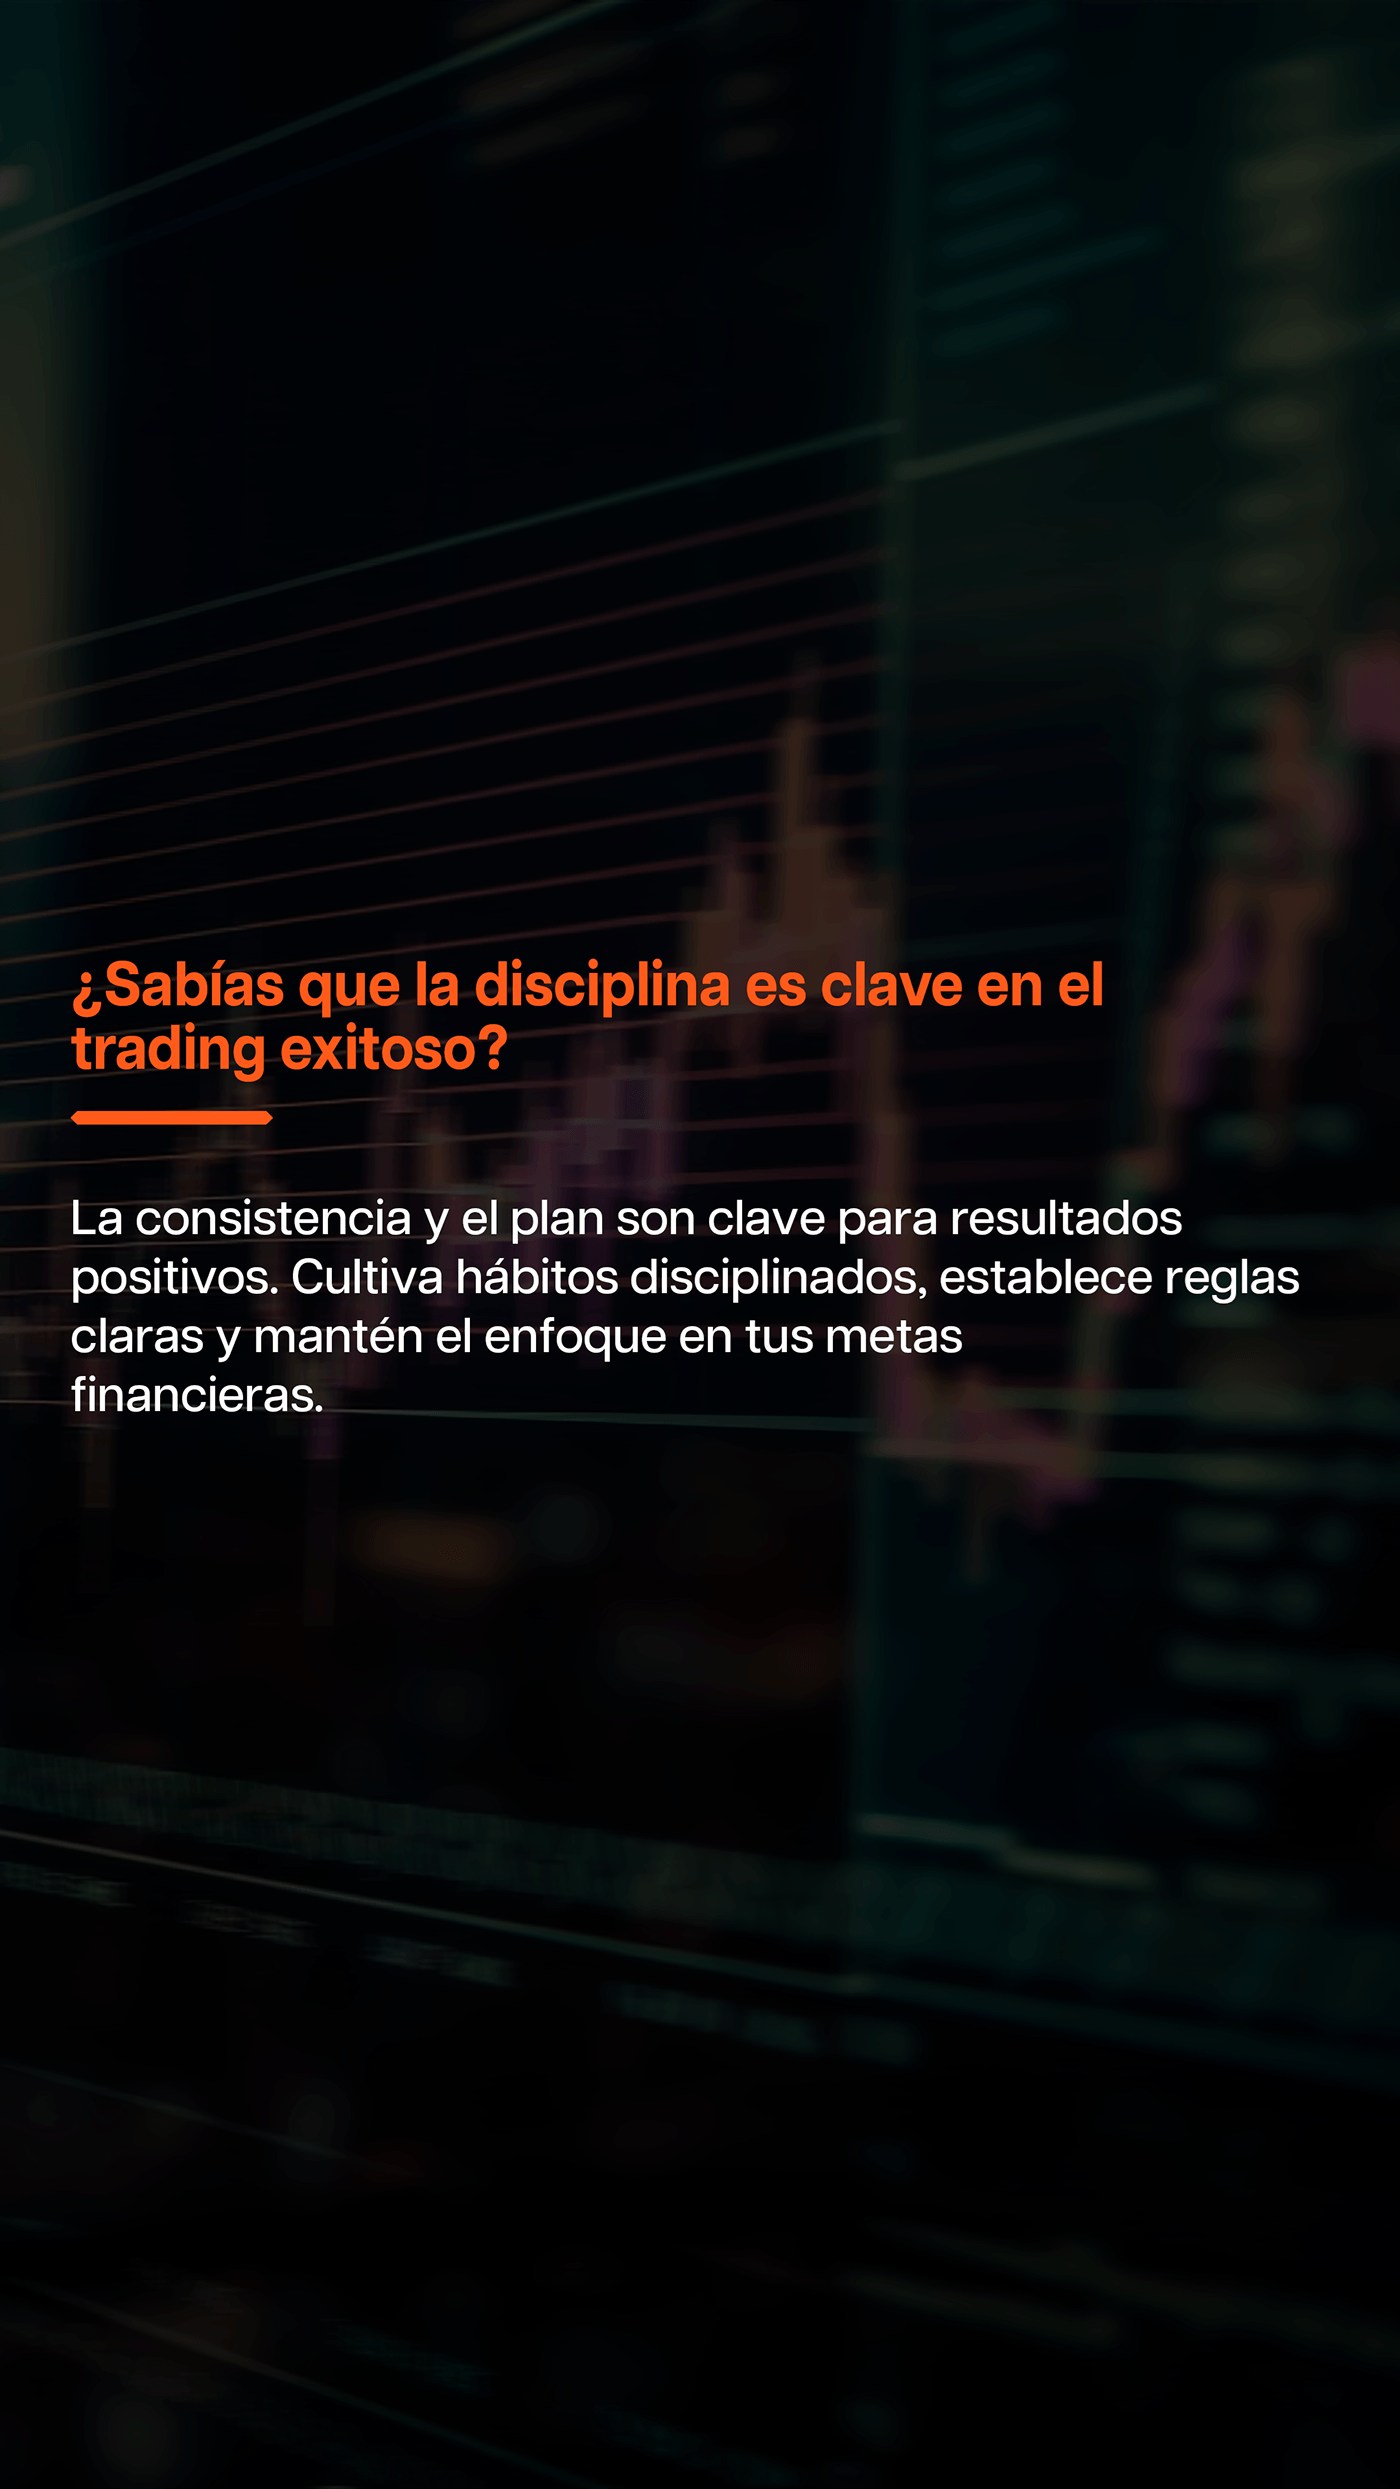 ¿Sabías que la disciplina es clave en el
trading exitoso?
La consistencia y el plan son clave para resultados
positivos. Cultiva hábitos disciplinados, establece reglas
claras y mantén el enfoque en tus metas
financieras.